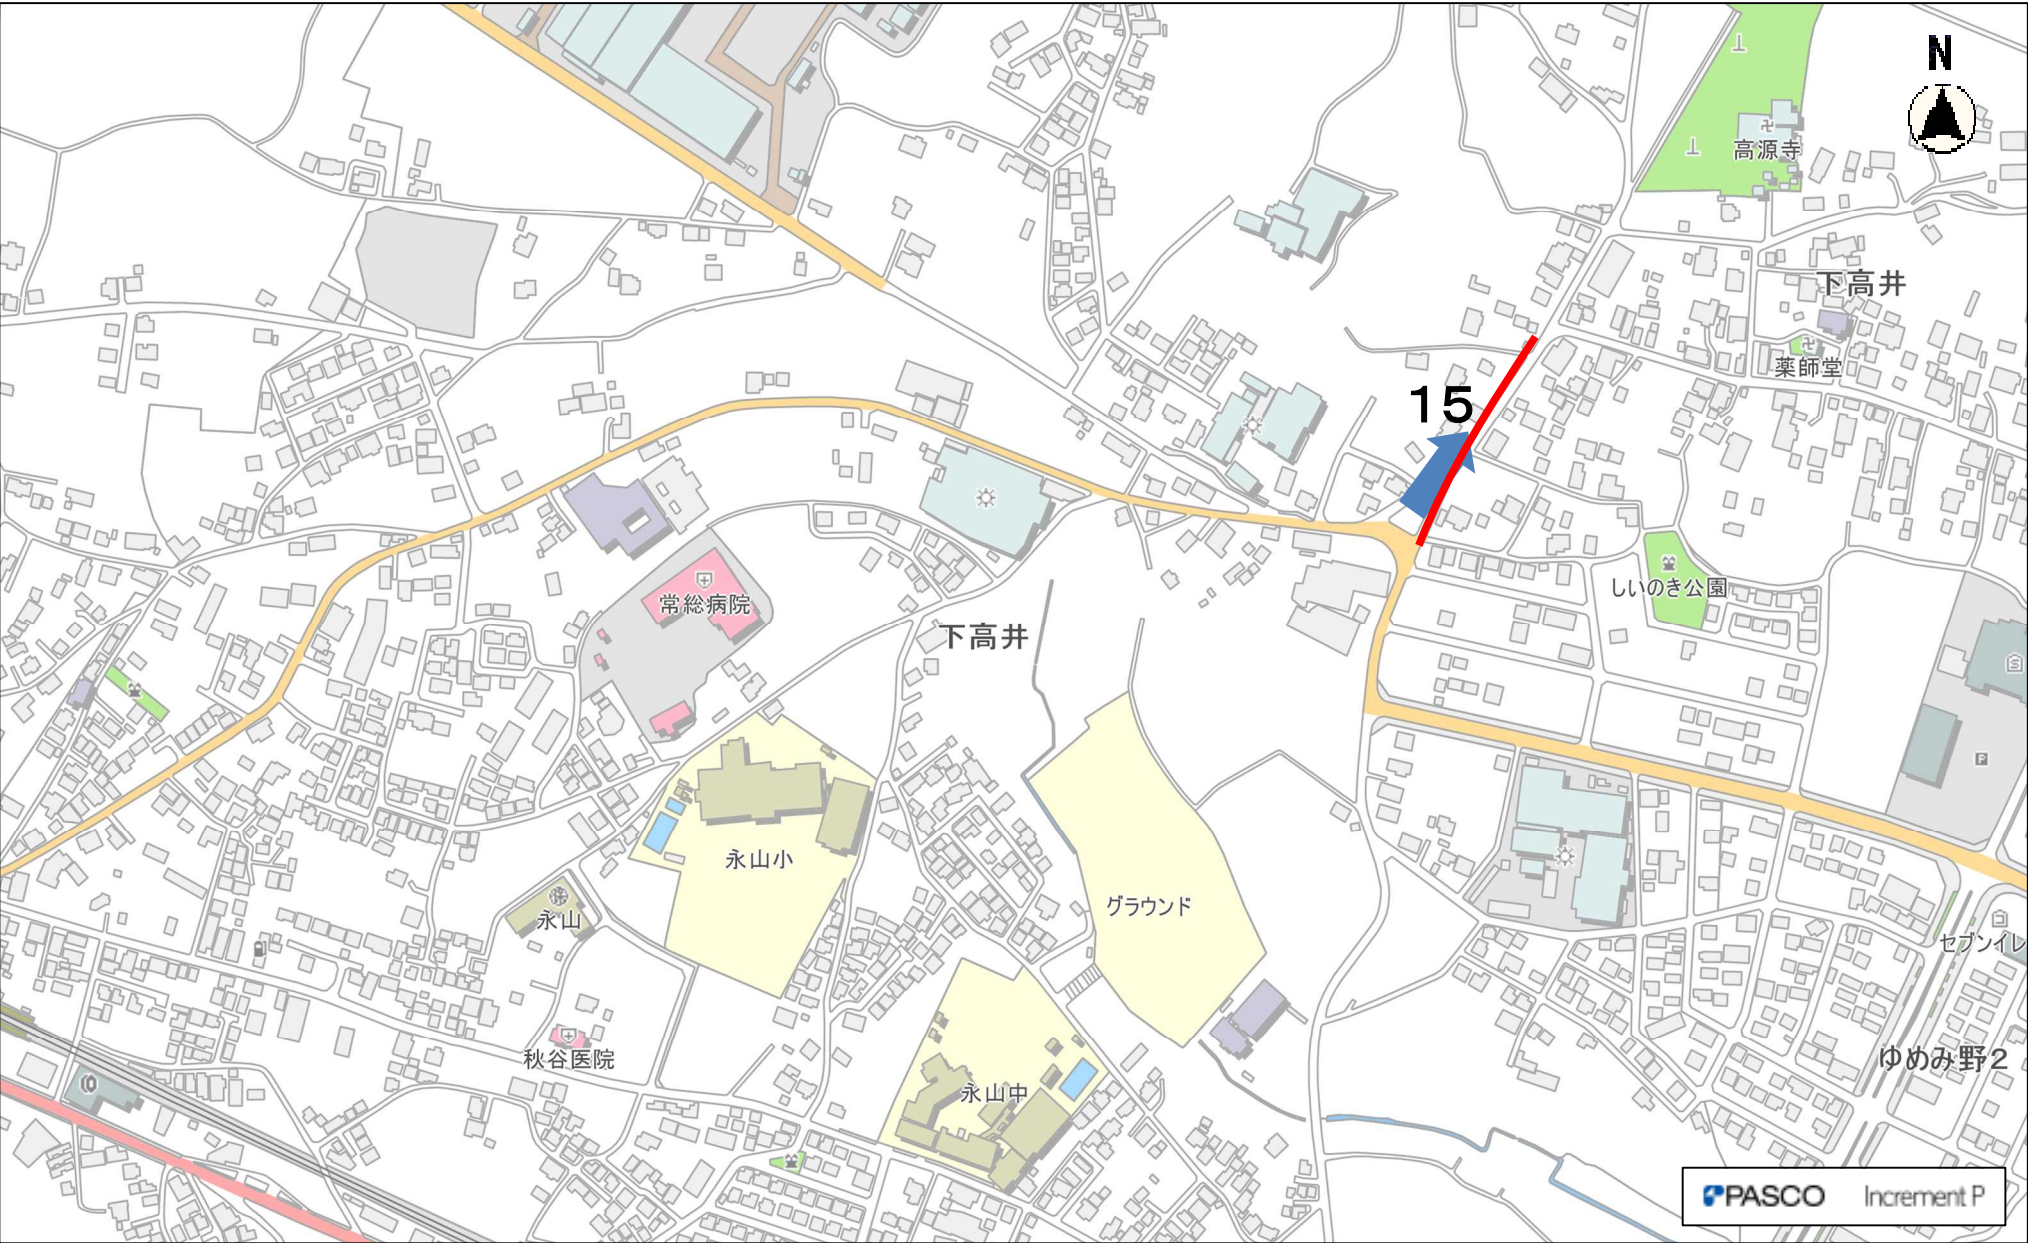 N
高源寺
下高井
薬師堂
15
しいのき公園
常総病院
下高井
永山小
グラウンド
永山
セブンイレ
秋谷医院
永山中
ゆめみ野2
PASCO Increment P